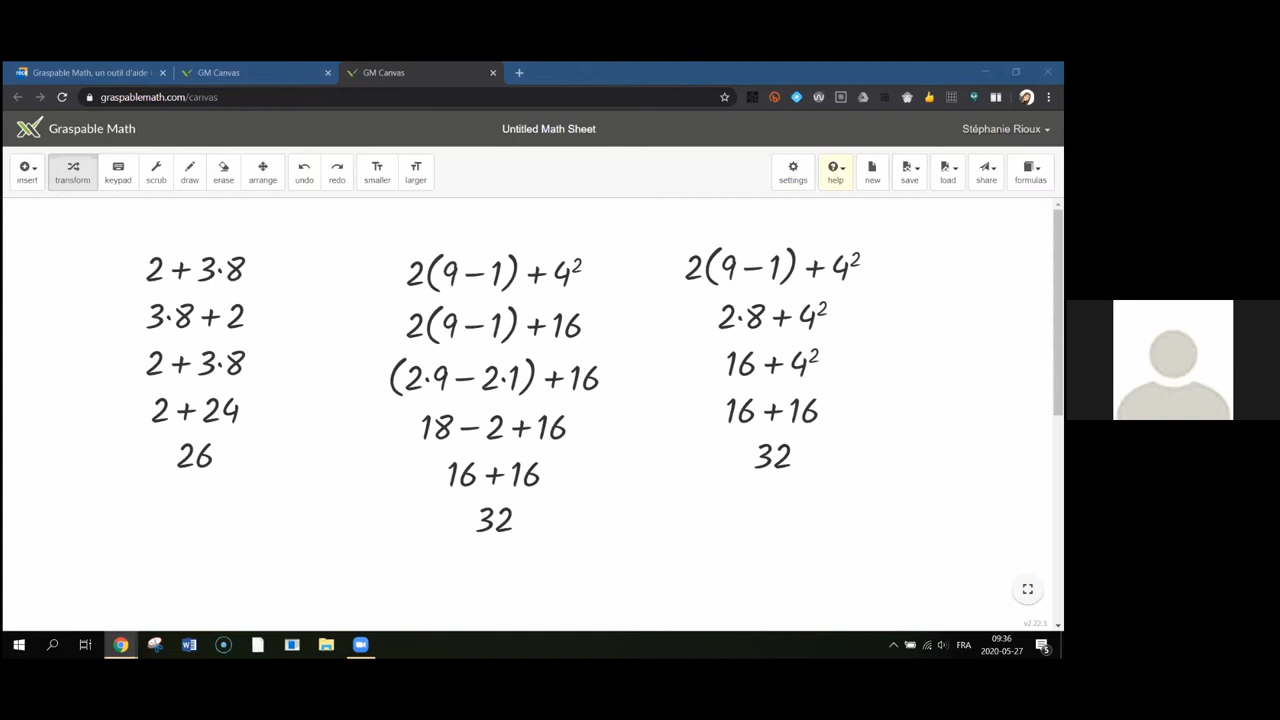 Graspable Math, un outil d'aide
GM Canvas
GM Canvas
graspablemath.com/canvas
Graspable Math
Untitled Math Sheet
Stéphanie Rioux
insert
transform
keypad
scrub
draw
erase
arrange
undo
redo
smaller
larger
settings
help
new
save
load
share
formulas
2 + 3·8
3·8 + 2
2 + 3·8
2 + 24
26
2(9 − 1) + 4²
2(9 − 1) + 16
(2·9 − 2·1) + 16
18 − 2 + 16
16 + 16
32
2(9 − 1) + 4²
2·8 + 4²
16 + 4²
16 + 16
32
v2.22.3
FRA
09:36
2020-05-27
5